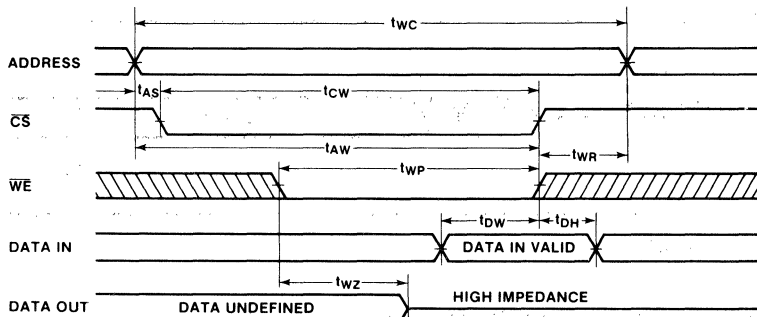 tWC
ADDRESS
tAS
tCW
CS
tAW
tWR
WE
tWP
tDW
tDH
DATA IN
DATA IN VALID
tWZ
DATA OUT
DATA UNDEFINED
HIGH IMPEDANCE